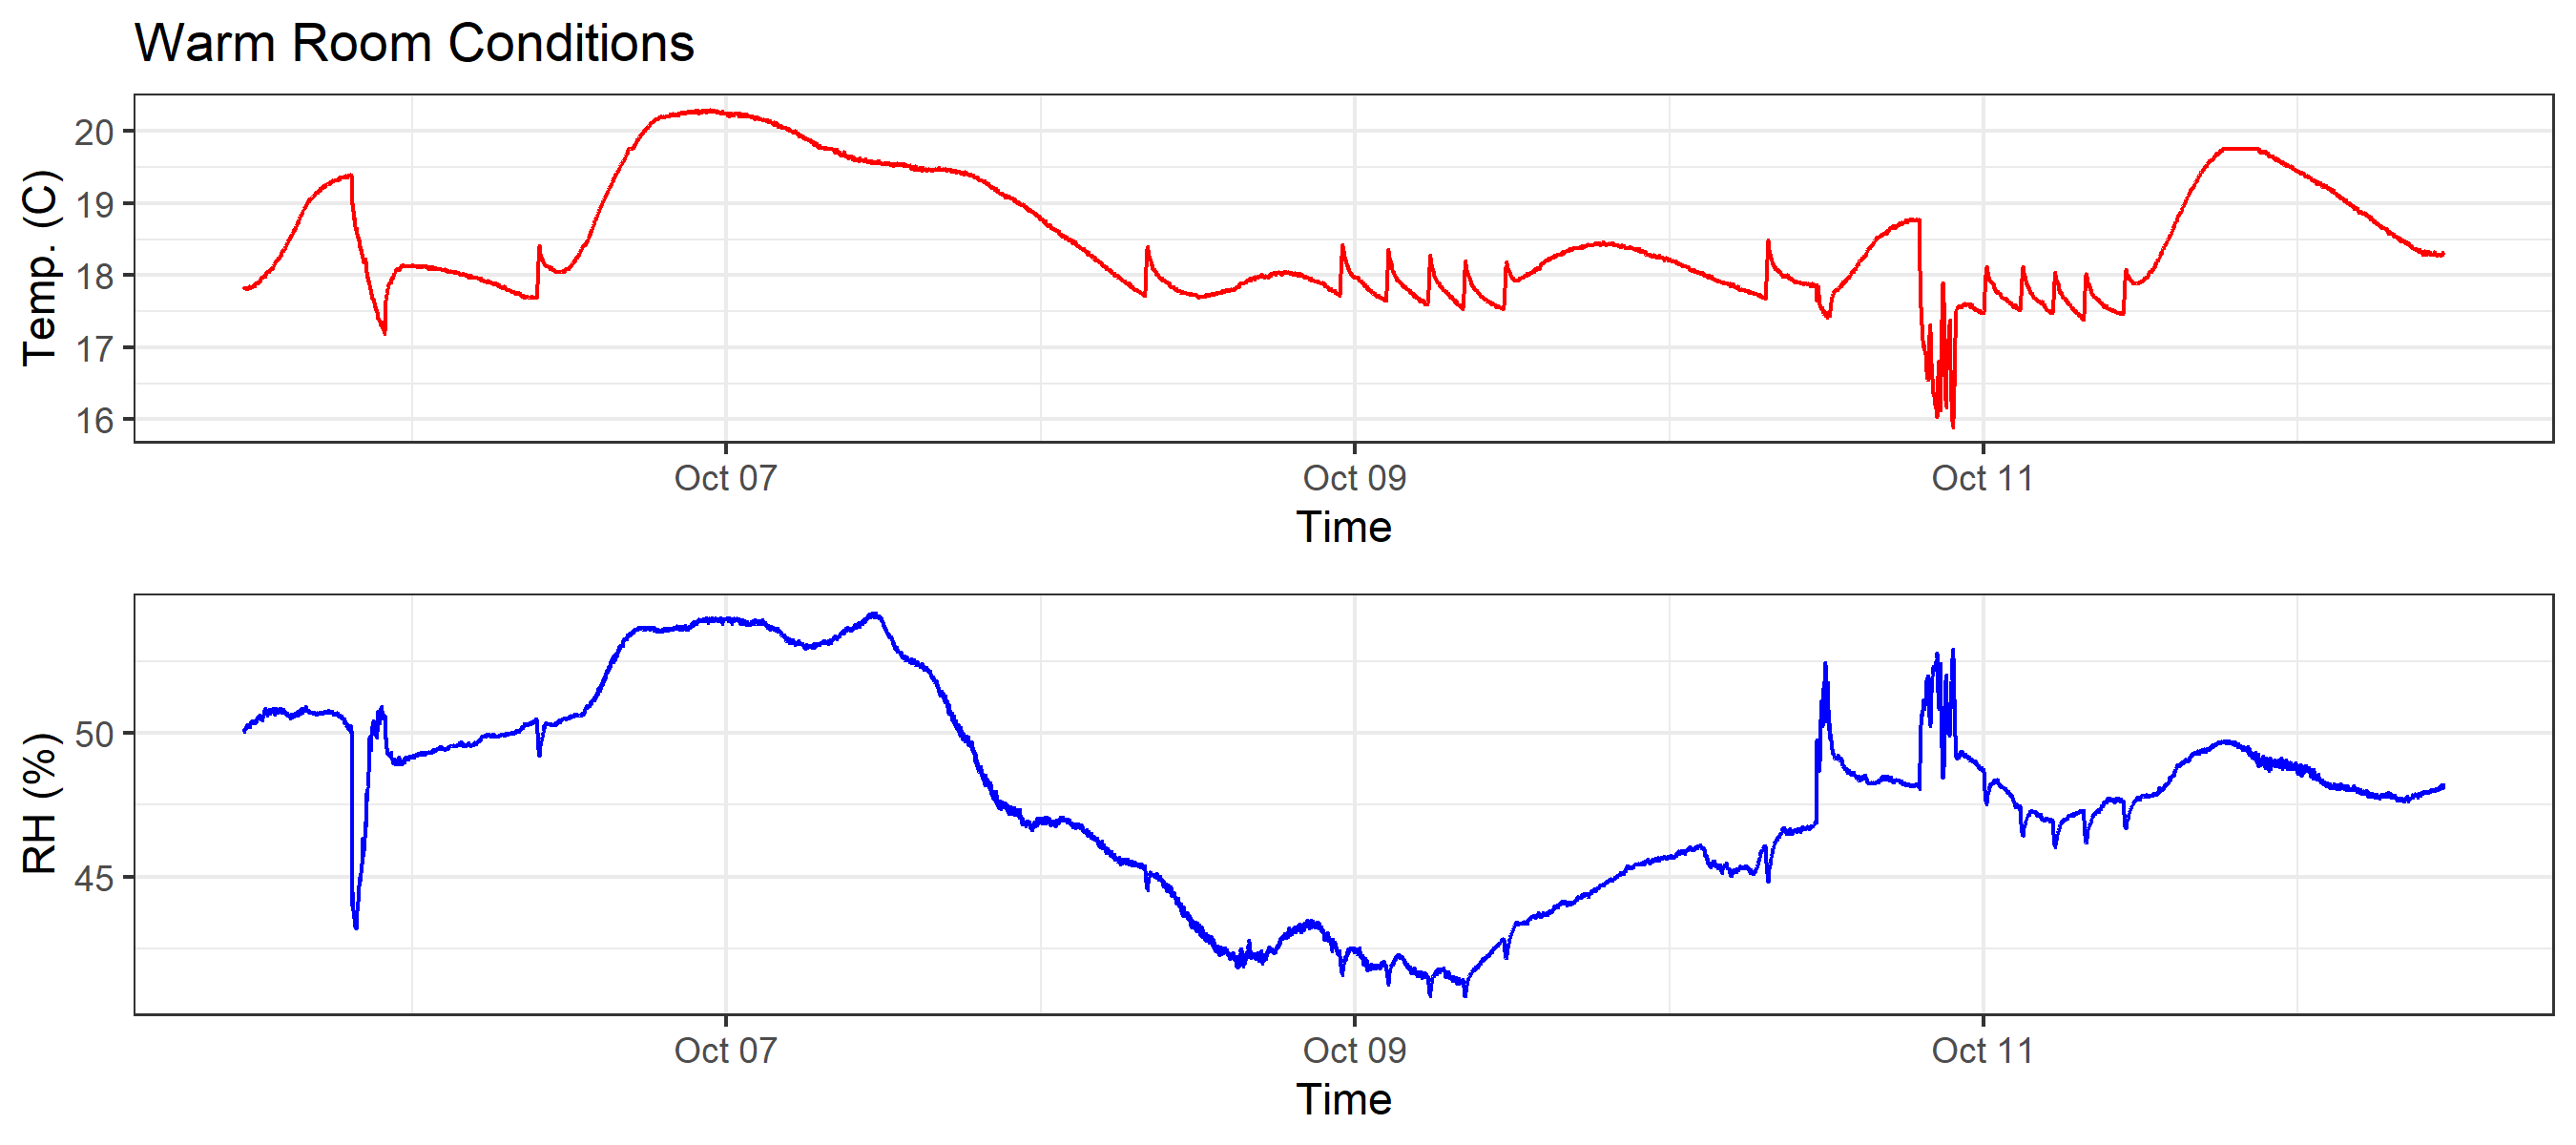 Warm Room Conditions
Temp. (C)
20
19
18
17
16
Oct 07
Oct 09
Oct 11
Time
RH (%)
50
45
Oct 07
Oct 09
Oct 11
Time